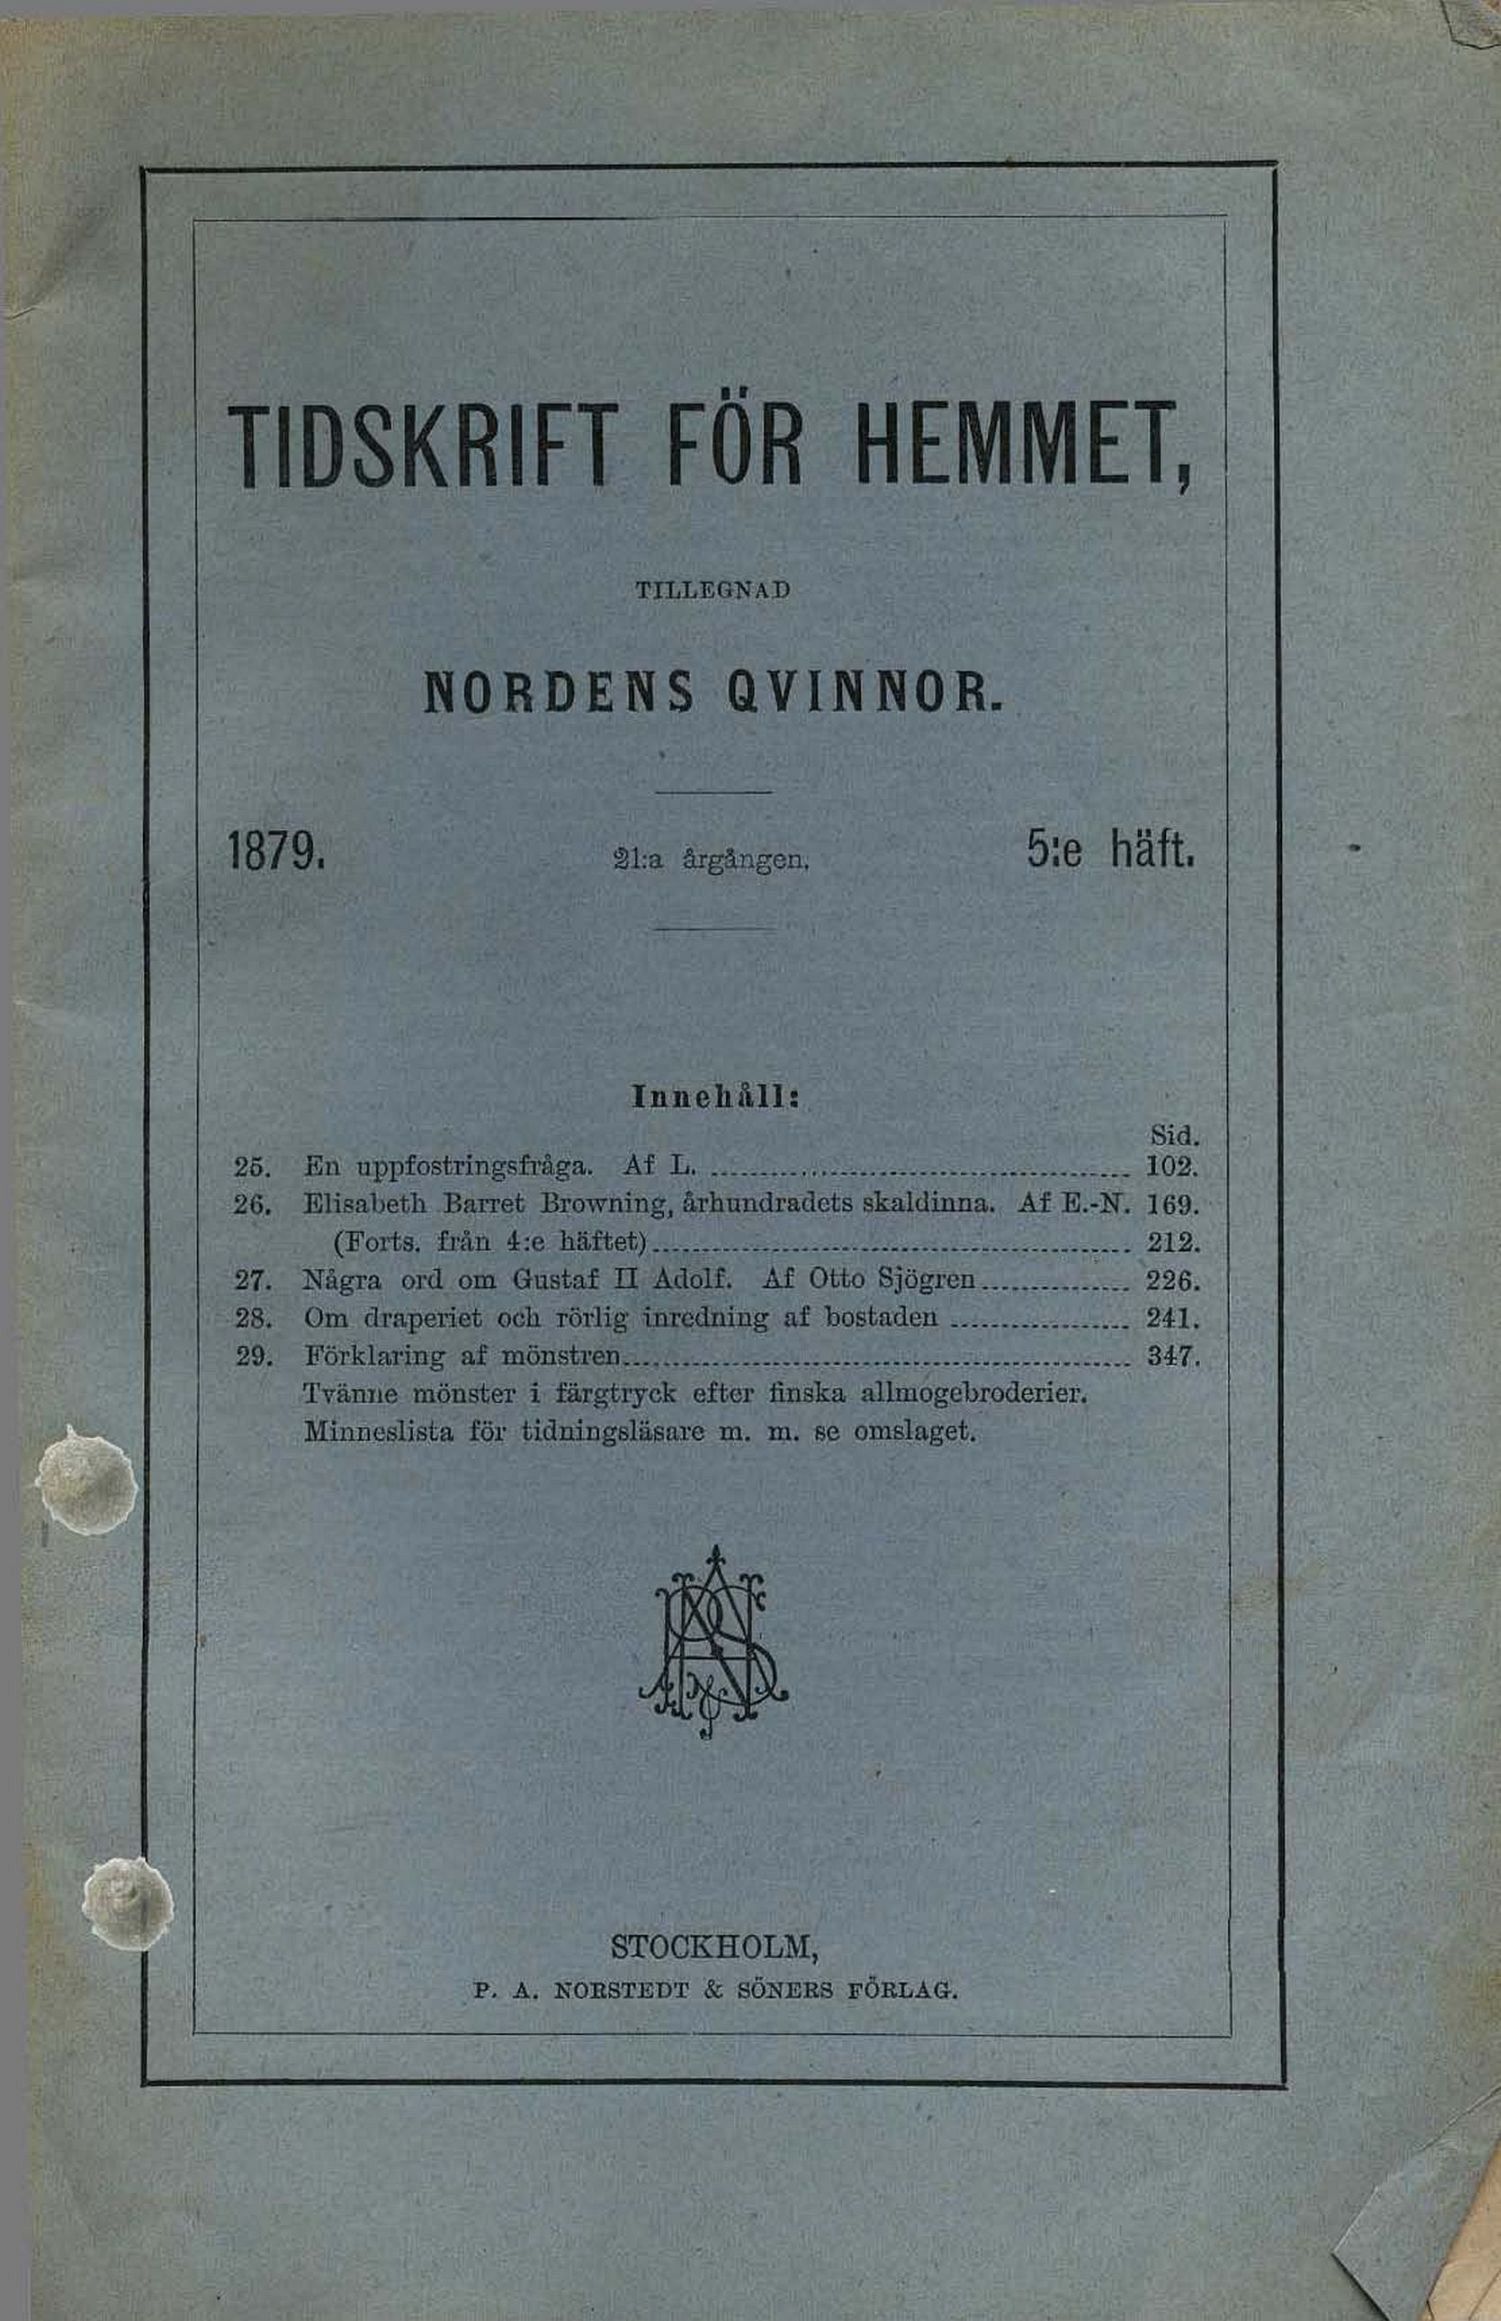 TIDSKRIFT FÖR HEMMET,
TILLEGNAD
NORDENS QVINNOR.
1879. 21:a årgången. 5:e häft.
Innehåll:
Sid.
25. En uppfostringsfråga. Af L. 102.
26. Elisabeth Barret Browning, århundradets skaldinna. Af E.-N. 169.
(Forts. från 4:e häftet) 212.
27. Några ord om Gustaf II Adolf. Af Otto Sjögren 226.
28. Om draperiet och rörlig inredning af bostaden 241.
29. Förklaring af mönstren 347.
Tvänne mönster i färgtryck efter finska allmogebroderier.
Minneslista för tidningsläsare m. m. se omslaget.
STOCKHOLM,
P. A. NORSTEDT & SÖNERS FÖRLAG.